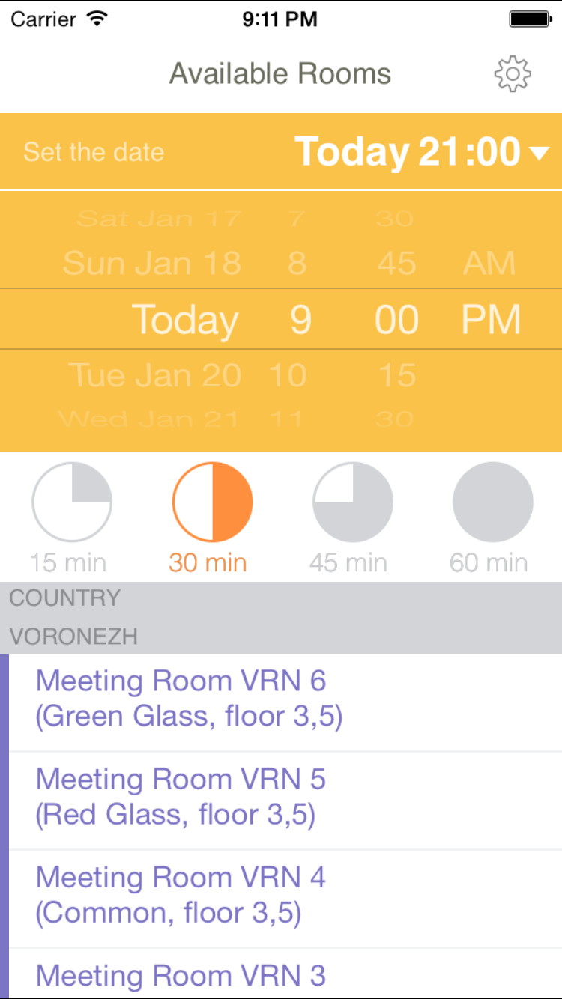 Carrier 9:11 PM
Available Rooms
Set the date Today 21:00
Sat Jan 17 7 30
Sun Jan 18 8 45 AM
Today 9 00 PM
Tue Jan 20 10 15
Wed Jan 21 11 30
15 min 30 min 45 min 60 min
COUNTRY
VORONEZH
Meeting Room VRN 6
(Green Glass, floor 3,5)
Meeting Room VRN 5
(Red Glass, floor 3,5)
Meeting Room VRN 4
(Common, floor 3,5)
Meeting Room VRN 3